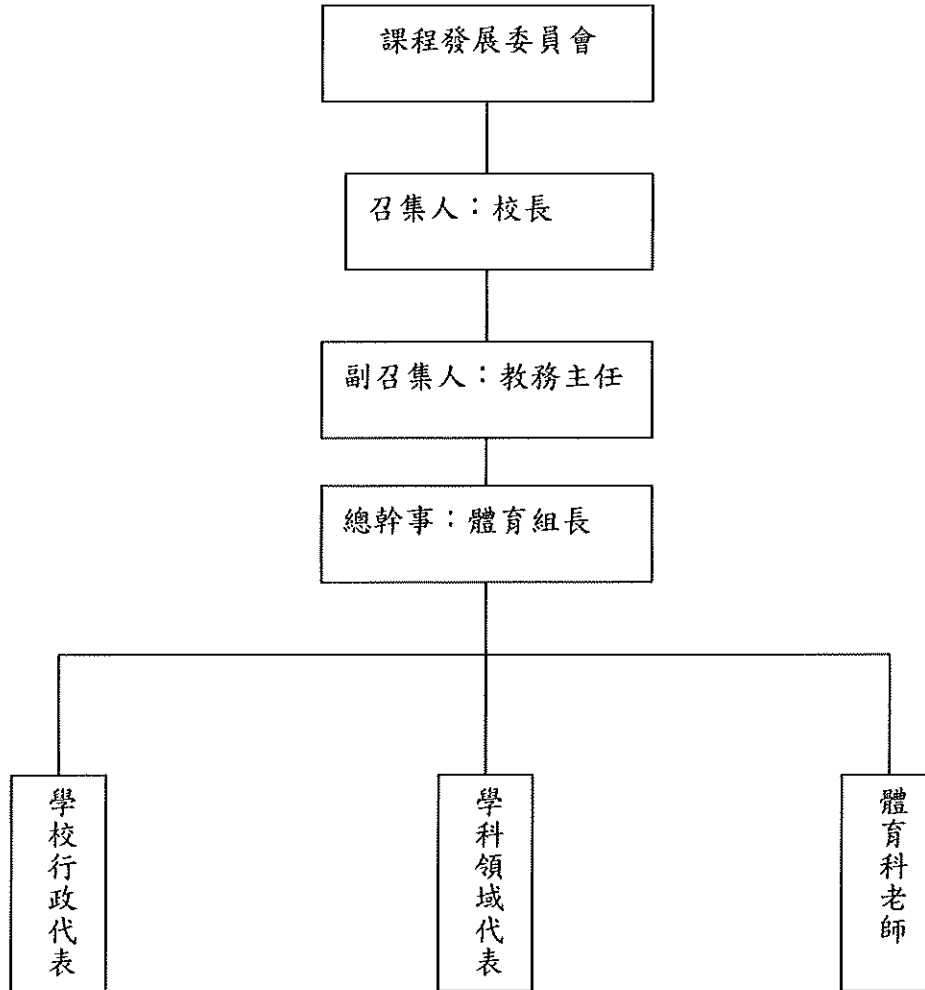 課程發展委員會
召集人：校長
副召集人：教務主任
總幹事：體育組長
學校行政代表
學科領域代表
體育科老師